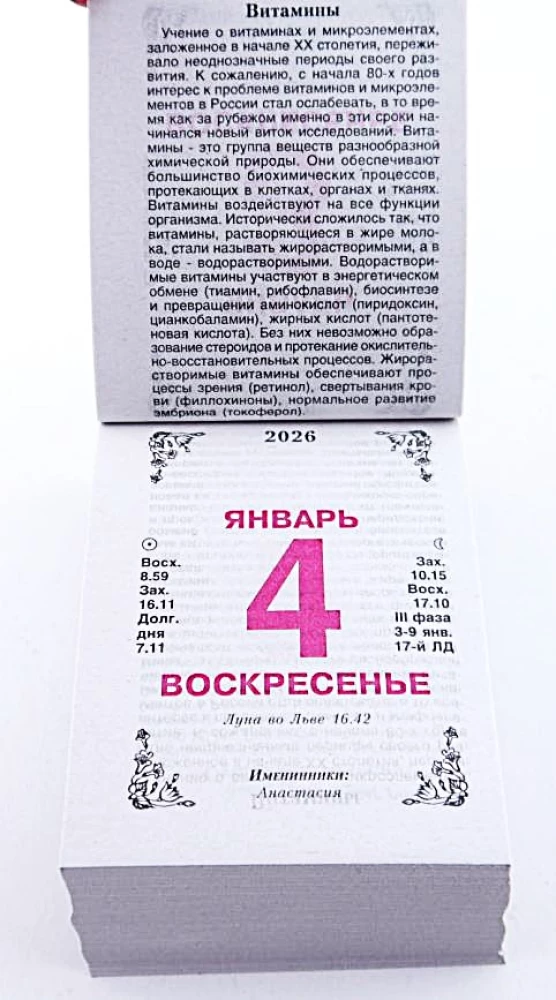 Витамины
Учение о витаминах и микроэлементах,
заложенное в начале XX столетия, пережи-
вало неоднозначные периоды своего раз-
вития. К сожалению, с начала 80-х годов
интерес к проблеме витаминов и микроэле-
ментов в России стал ослабевать, в то вре-
мя как за рубежом именно в эти сроки на-
чинался новый виток исследований. Вита-
мины - это группа веществ разнообразной
химической природы. Они обеспечивают
большинство биохимических процессов,
протекающих в клетках, органах и тканях.
Витамины воздействуют на все функции
организма. Исторически сложилось так, что
витамины, растворяющиеся в жире моло-
ка, стали называть жирорастворимыми, а в
воде - водорастворимыми. Водораствори-
мые витамины участвуют в энергетическом
обмене (тиамин, рибофлавин), биосинтезе
и превращении аминокислот (пиридоксин,
цианкобаламин), жирных кислот (пантоте-
новая кислота). Без них невозможно обра-
зование стероидов и протекание окислитель-
но-восстановительных процессов. Жирора-
створимые витамины обеспечивают про-
цессы зрения (ретинол), свертывания кро-
ви (филлохиноны), нормальное развитие
эмбриона (токоферол).
2026
ЯНВАРЬ
4
Восх.
8.59
Зах.
16.11
Долг.
дня
7.11
Зах.
10.15
Восх.
17.10
III фаза
3-9 янв.
17-й ЛД
ВОСКРЕСЕНЬЕ
Луна во Льве 16.42
Именинники:
Анастасия